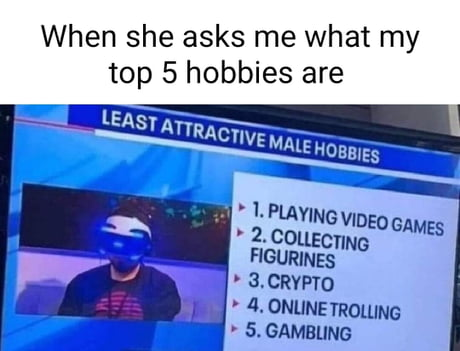 When she asks me what my
top 5 hobbies are
LEAST ATTRACTIVE MALE HOBBIES
1. PLAYING VIDEO GAMES
2. COLLECTING
FIGURINES
3. CRYPTO
4. ONLINE TROLLING
5. GAMBLING